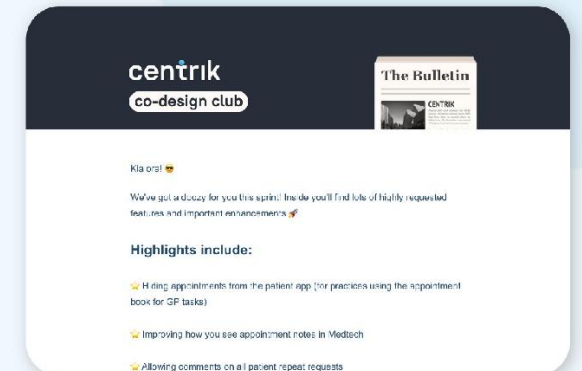 centrik
co-design club
The Bulletin
CENTRIK
Kia ora! 😎
We've got a doozy for you this sprint! Inside you'll find lots of highly requested
features and important enhancements 🚀
Highlights include:
⭐ Hiding appointments from the patient app (for practices using the appointment
book for GP tasks)
⭐ Improving how you see appointment notes in Medtech
⭐ Allowing comments on all patient repeat requests